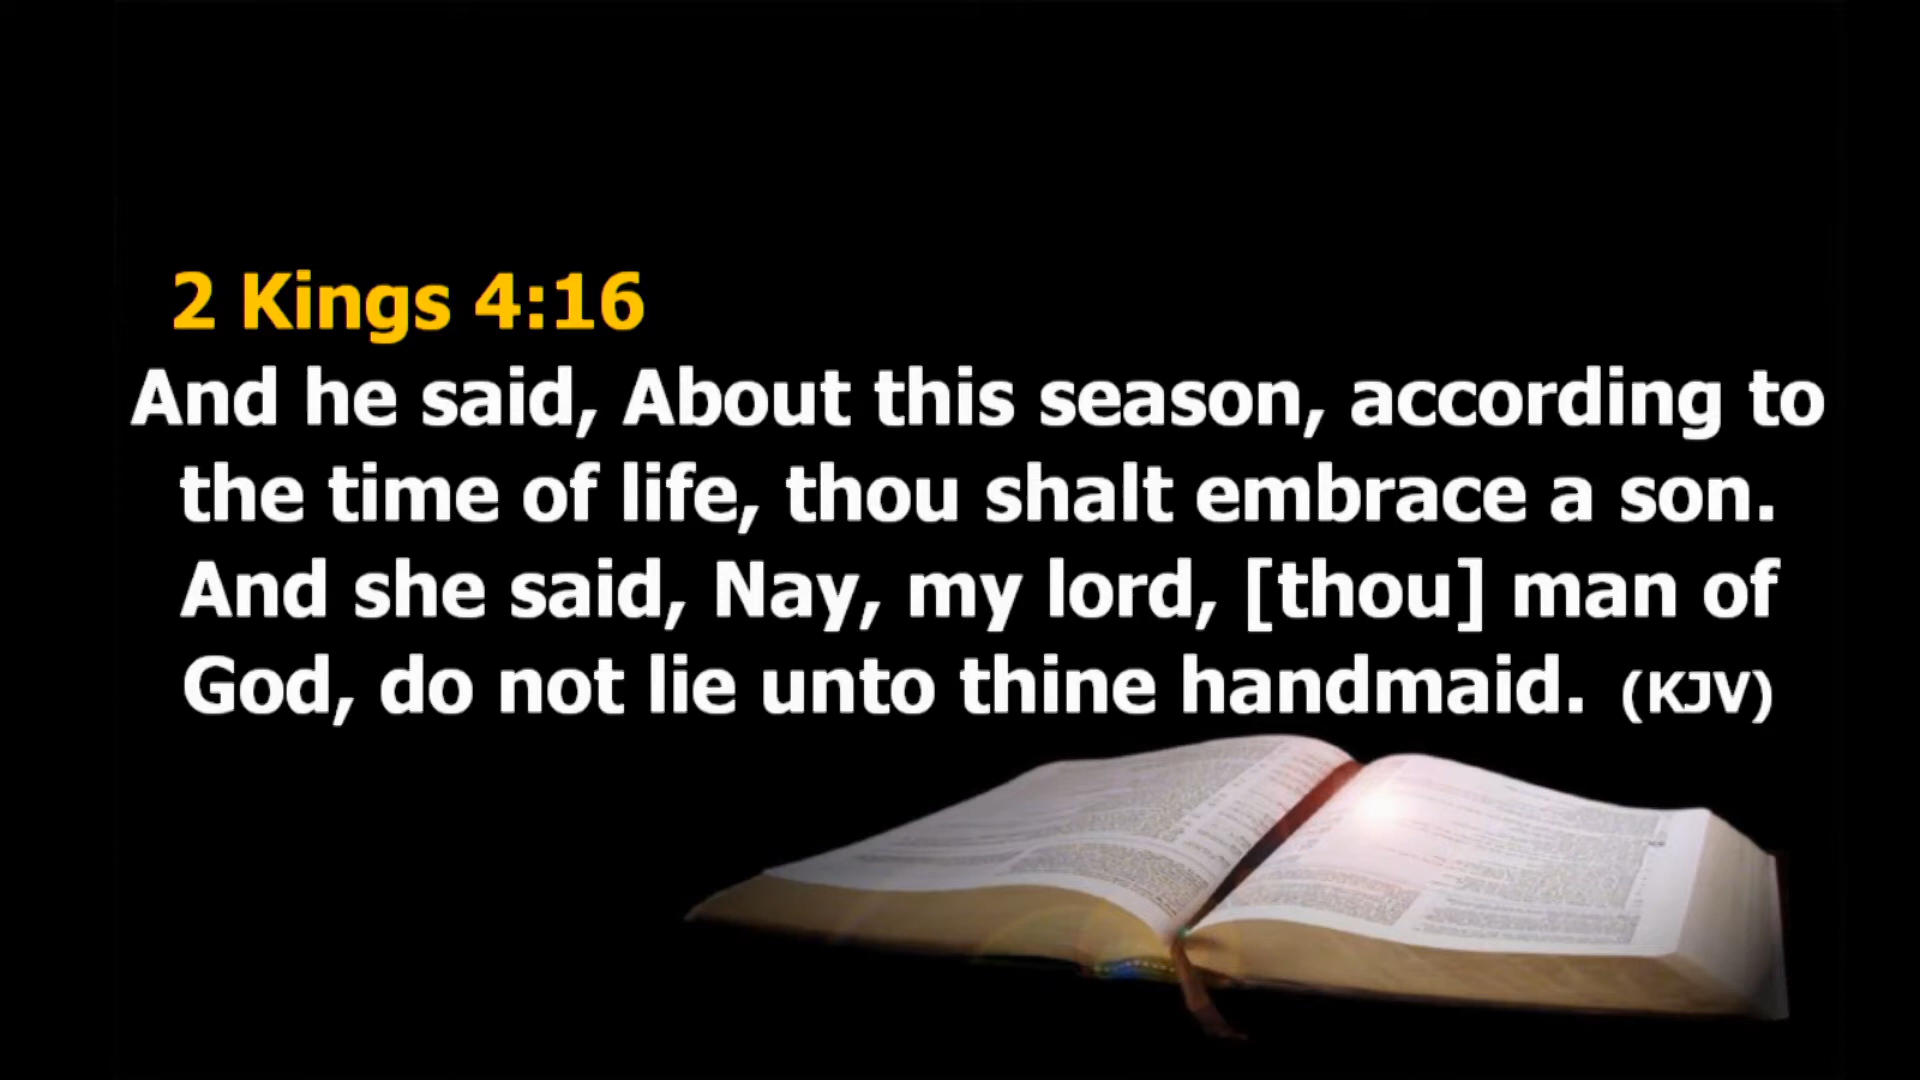 2 Kings 4:16
And he said, About this season, according to
the time of life, thou shalt embrace a son.
And she said, Nay, my lord, [thou] man of
God, do not lie unto thine handmaid. (KJV)